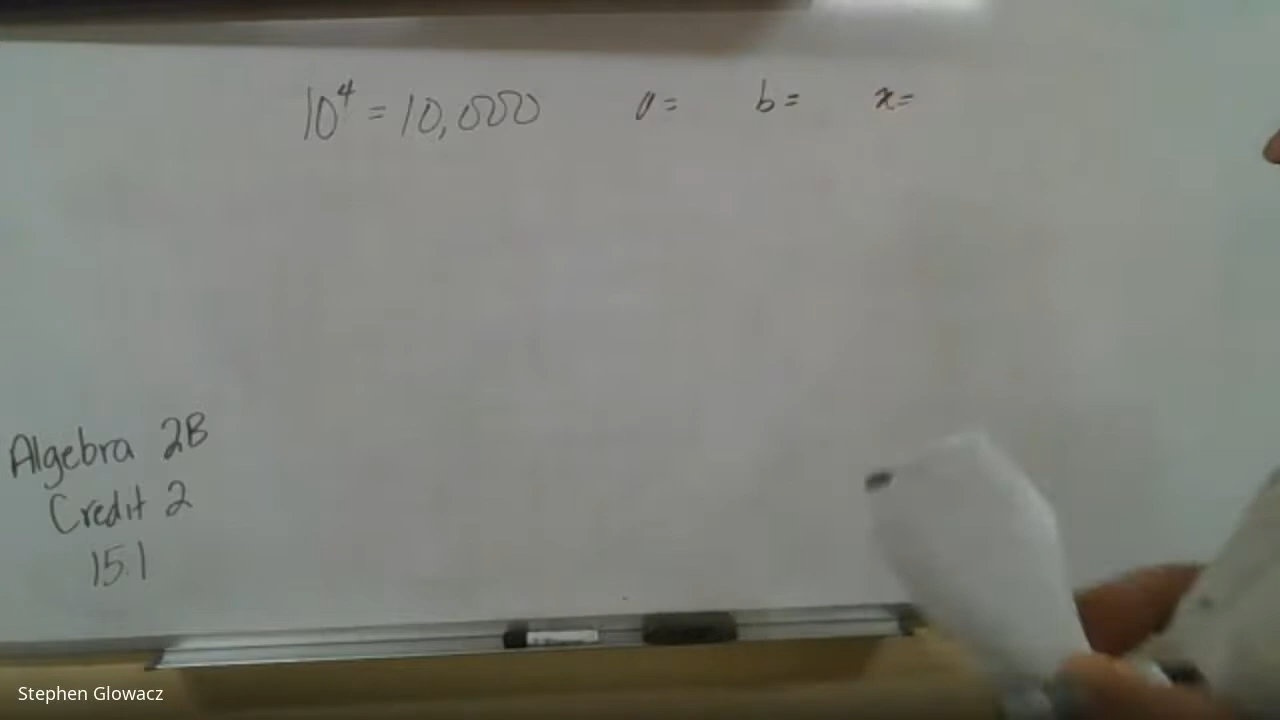 10⁴ = 10,000 a = b = x =
Algebra 2B
Credit 2
15.1
Stephen Glowacz